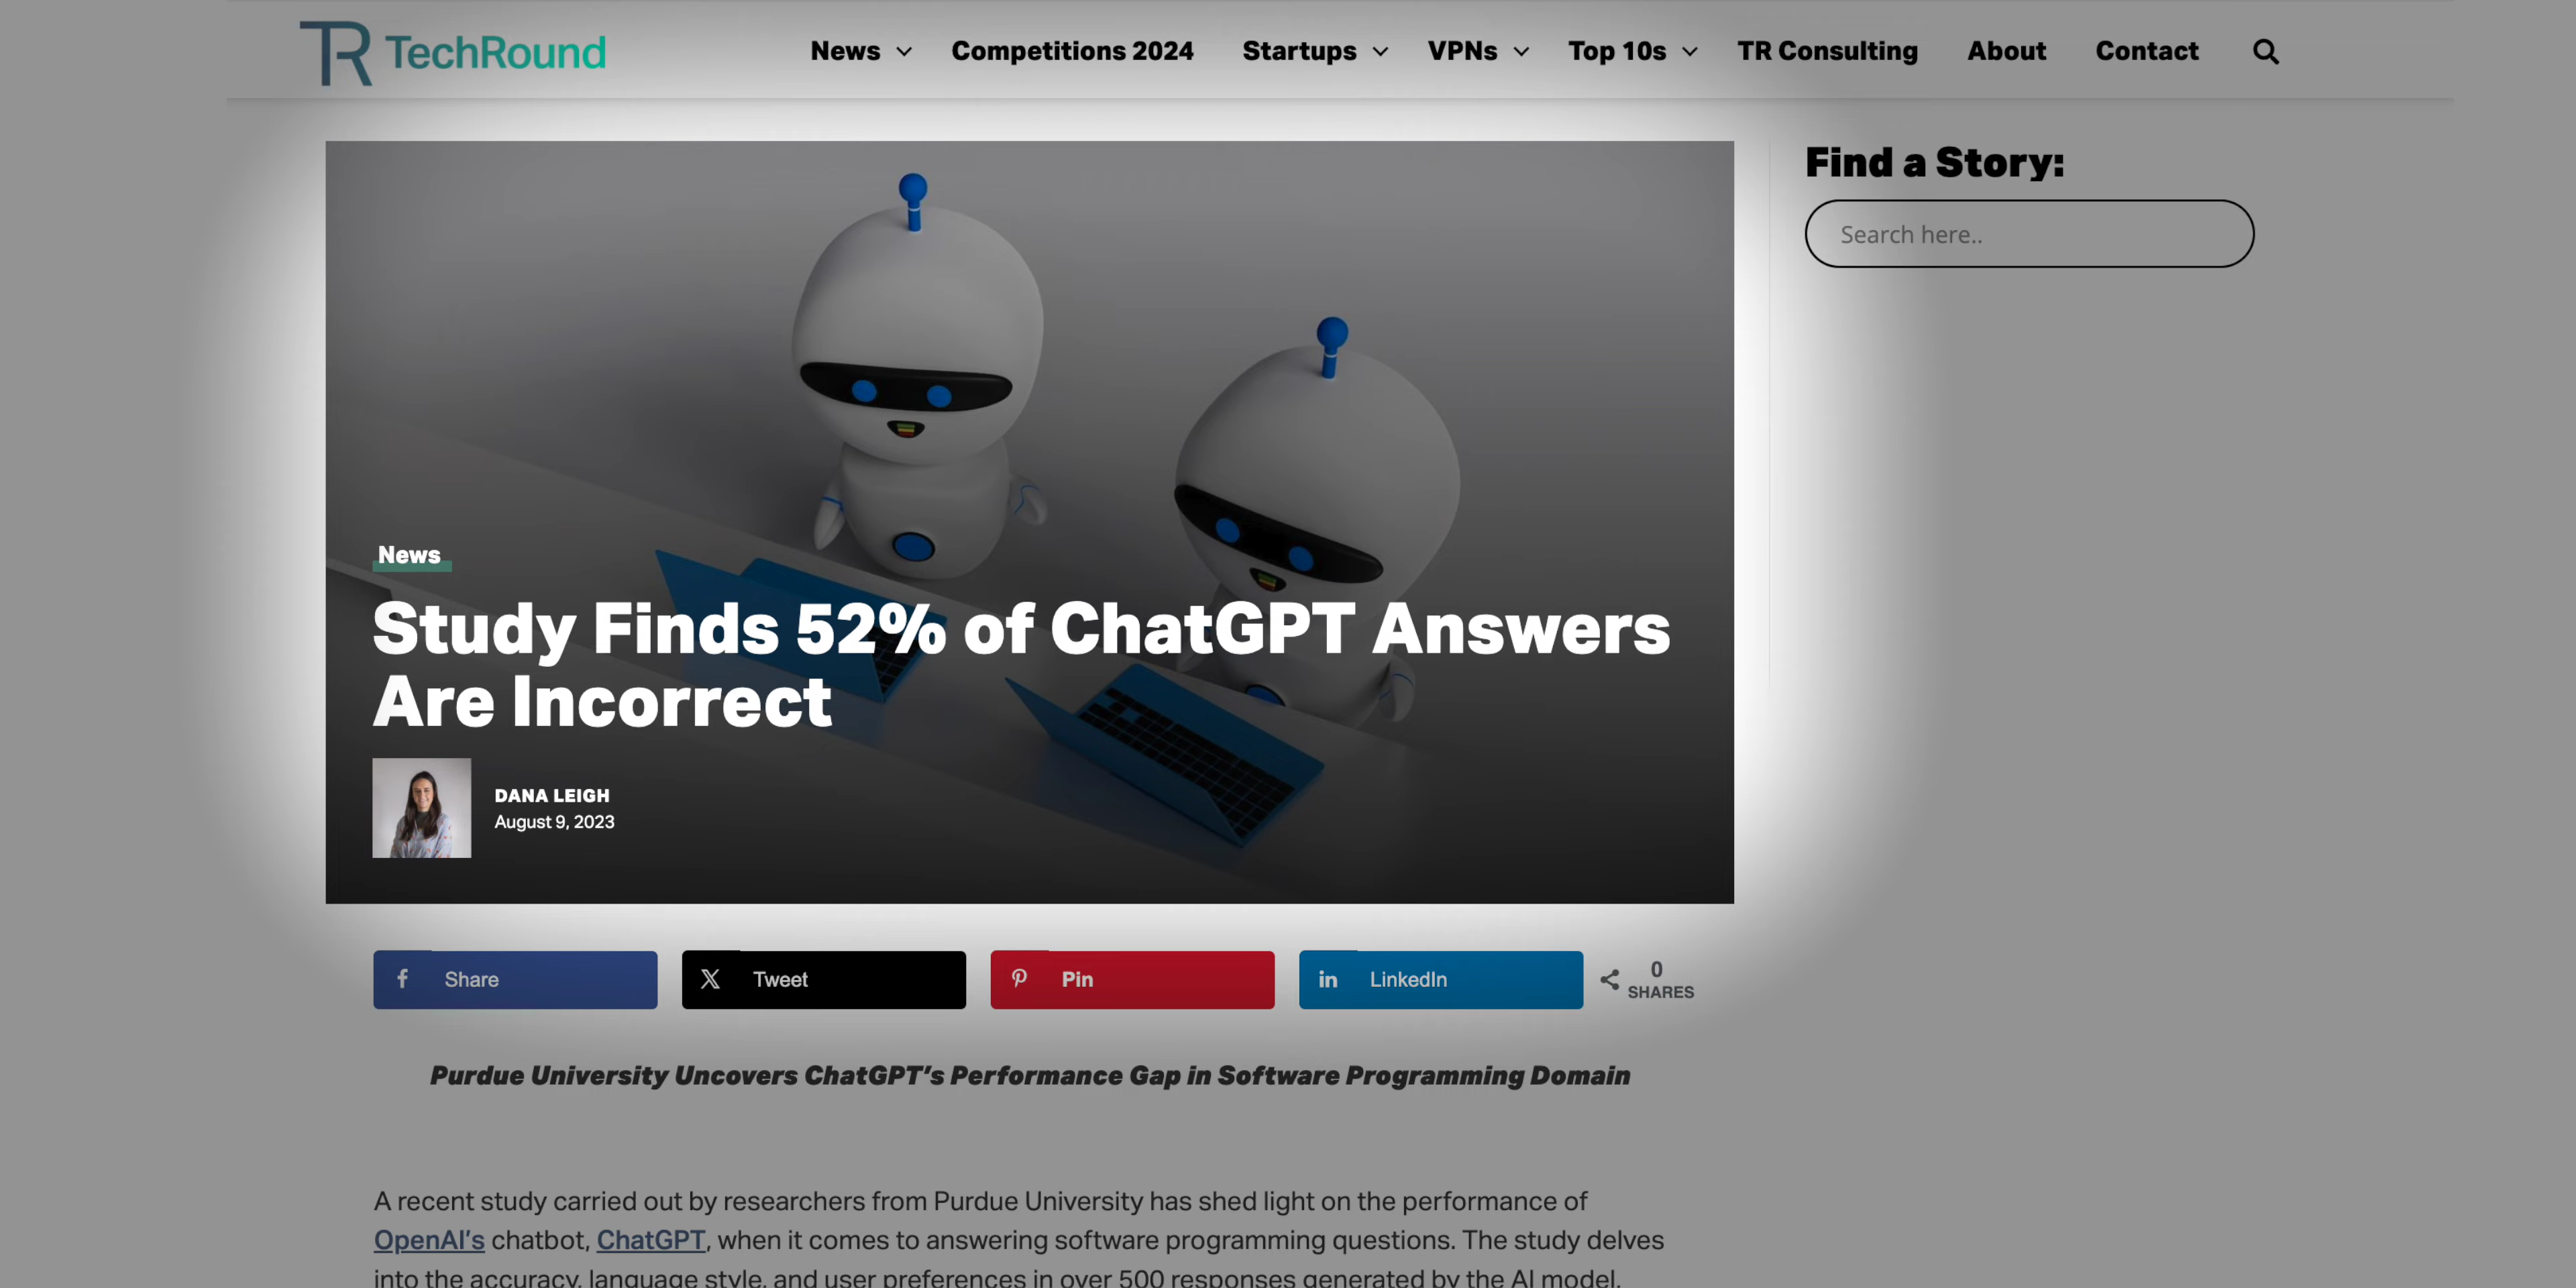 TR TechRound
News
Competitions 2024
Startups
VPNs
Top 10s
TR Consulting
About
Contact
Find a Story:
Search here..
News
Study Finds 52% of ChatGPT Answers
Are Incorrect
DANA LEIGH
August 9, 2023
Share
Tweet
Pin
LinkedIn
0
SHARES
Purdue University Uncovers ChatGPT's Performance Gap in Software Programming Domain
A recent study carried out by researchers from Purdue University has shed light on the performance of
OpenAI's chatbot, ChatGPT, when it comes to answering software programming questions. The study delves
into the accuracy, language style, and user preferences in over 500 responses generated by the AI model.